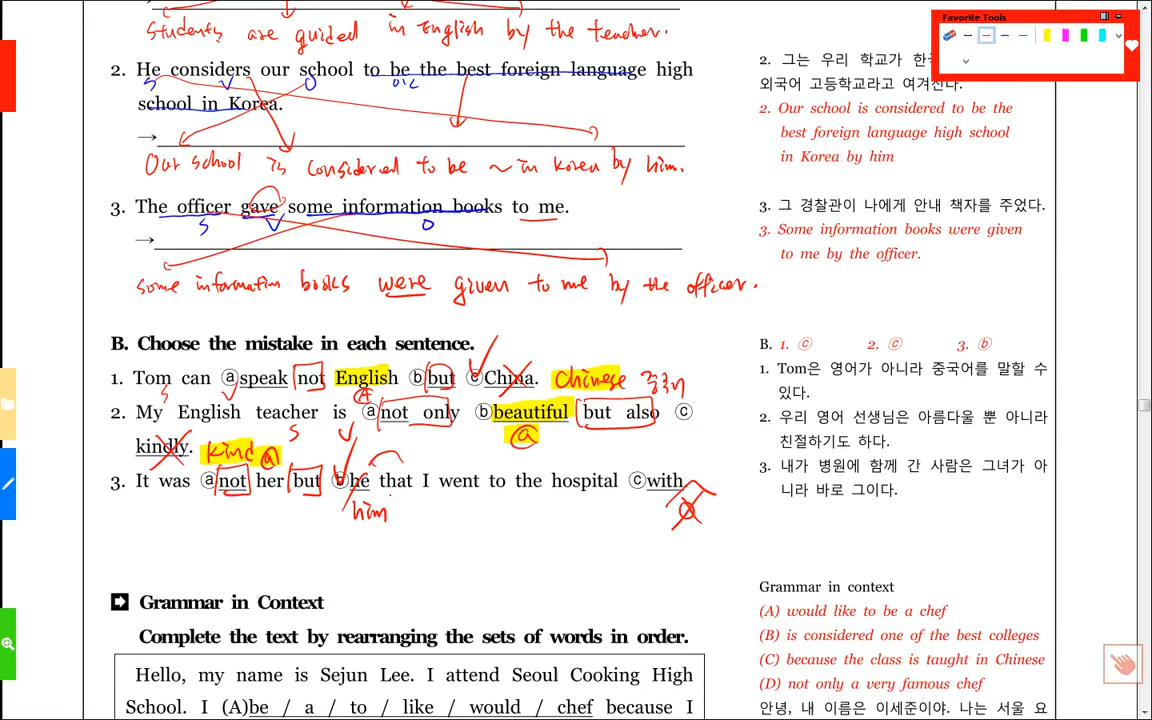 Favorite Tools
students are guided in English by the teacher.
2. He considers our school to be the best foreign language high
S V O o.c
school in Korea.
→
Our school is considered to be ~ in Korea by him.
3. The officer gave some information books to me.
S V O
→
some information books were given to me by the officer.
B. Choose the mistake in each sentence.
1. Tom can ⓐspeak not English ⓑbut ⓒChina. Chinese 중국어
2. My English teacher is ⓐnot only ⓑbeautiful but also ⓒ
kindly. kind ⓐ
3. It was ⓐnot her but ⓑhe that I went to the hospital ⓒwith
him
➡ Grammar in Context
Complete the text by rearranging the sets of words in order.
Hello, my name is Sejun Lee. I attend Seoul Cooking High
School. I (A)be / a / to / like / would / chef because I
2. 그는 우리 학교가
외국어 고등학교라고 여겨진다.
2. Our school is considered to be the
best foreign language high school
in Korea by him
3. 그 경찰관이 나에게 안내 책자를 주었다.
3. Some information books were given
to me by the officer.
B. 1. ⓒ 2. ⓒ 3. ⓑ
1. Tom은 영어가 아니라 중국어를 말할 수
있다.
2. 우리 영어 선생님은 아름다울 뿐 아니라
친절하기도 하다.
3. 내가 병원에 함께 간 사람은 그녀가 아
니라 바로 그이다.
Grammar in context
(A) would like to be a chef
(B) is considered one of the best colleges
(C) because the class is taught in Chinese
(D) not only a very famous chef
안녕, 내 이름은 이세준이야. 나는 서울 요